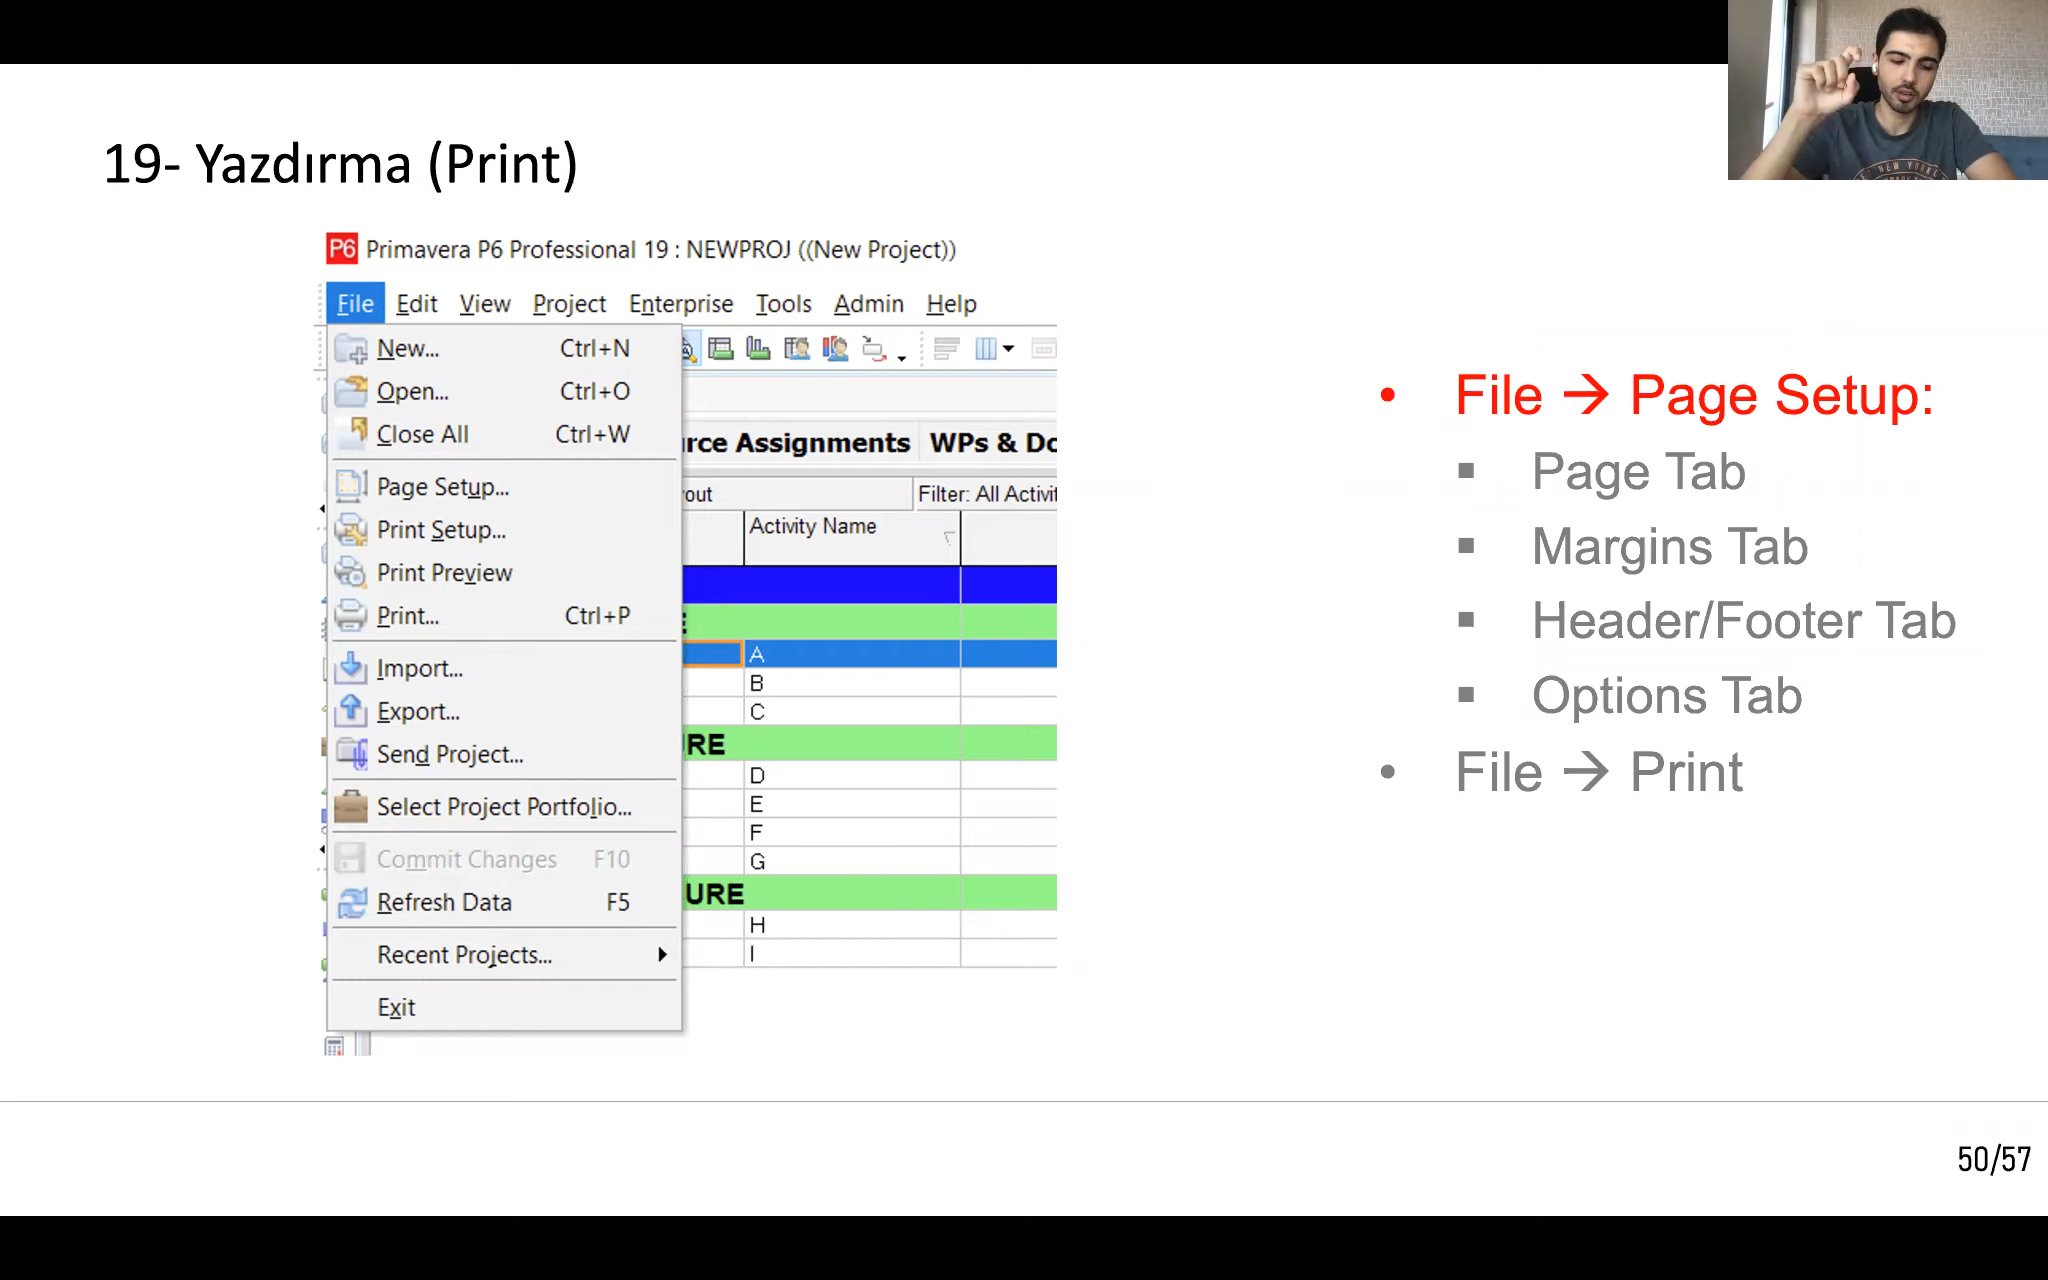 19- Yazdırma (Print)
P6 Primavera P6 Professional 19 : NEWPROJ ((New Project))
File Edit View Project Enterprise Tools Admin Help
New... Ctrl+N
Open... Ctrl+O
Close All Ctrl+W
Page Setup...
Print Setup...
Print Preview
Print... Ctrl+P
Import...
Export...
Send Project...
Select Project Portfolio...
Commit Changes F10
Refresh Data F5
Recent Projects...
Exit
rce Assignments WPs & Do
out Filter: All Activit
Activity Name
E
A
B
C
RE
D
E
F
G
URE
H
I
• File → Page Setup:
▪ Page Tab
▪ Margins Tab
▪ Header/Footer Tab
▪ Options Tab
• File → Print
NEW YORK
50/57